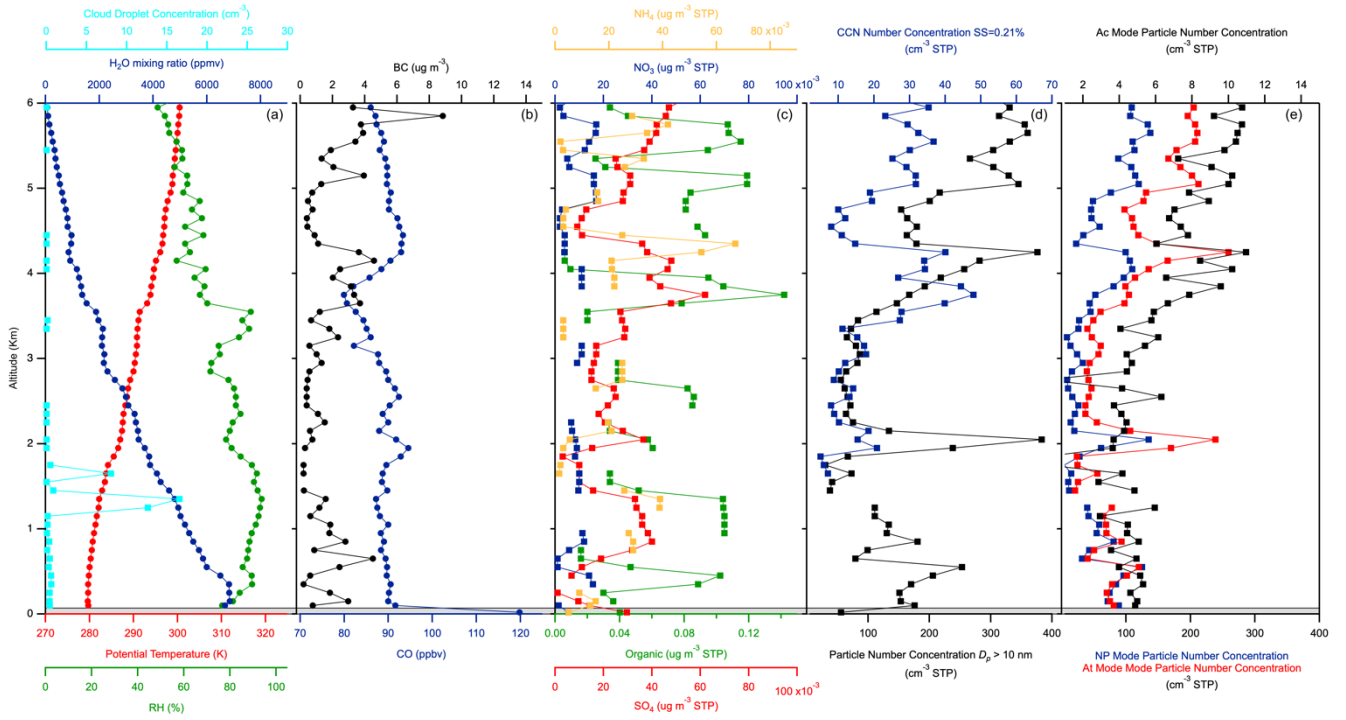 Cloud Droplet Concentration (cm⁻³)
0 5 10 15 20 25 30
H₂O mixing ratio (ppmv)
0 2000 4000 6000 8000
BC (ug m⁻³)
0 2 4 6 8 10 14
NH₄ (ug m⁻³ STP)
0 20 40 60 80 x10⁻³
NO₃ (ug m⁻³ STP)
0 20 40 60 80 100 x10⁻³
CCN Number Concentration SS=0.21%
(cm⁻³ STP)
0 10 20 30 40 50 60 70
Ac Mode Particle Number Concentration
(cm⁻³ STP)
2 4 6 8 10 12 14
(a)
(b)
(c)
(d)
(e)
Altitude (Km)
6
5
4
3
2
1
0
270 280 290 300 310 320
Potential Temperature (K)
0 20 40 60 80 100
RH (%)
70 80 90 100 120
CO (ppbv)
0.00 0.04 0.08 0.12
Organic (ug m⁻³ STP)
0 20 40 60 80 100 x10⁻³
SO₄ (ug m⁻³ STP)
100 200 300 400
Particle Number Concentration Dₚ > 10 nm
(cm⁻³ STP)
0 100 200 300 400
NP Mode Particle Number Concentration
At Mode Mode Particle Number Concentration
(cm⁻³ STP)